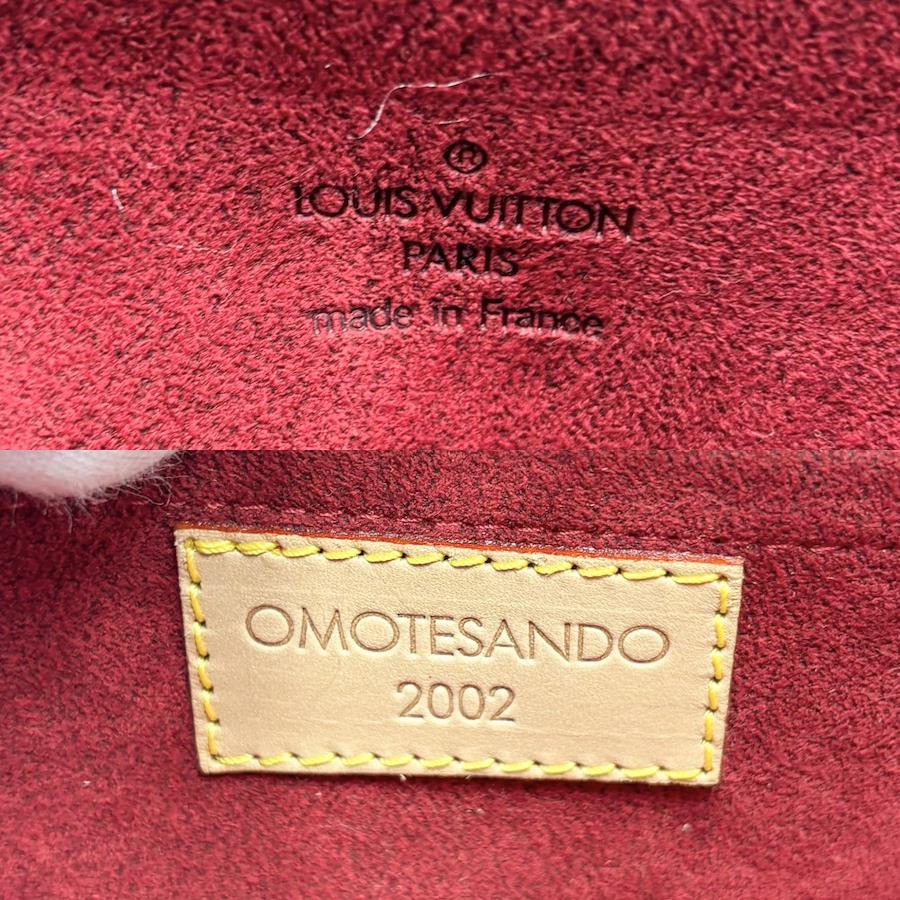 ®
LOUIS VUITTON
PARIS
made in France
OMOTESANDO
2002